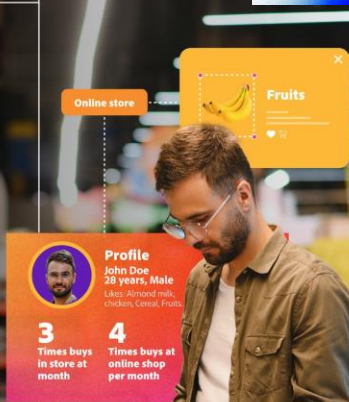 Online store
Fruits
Profile
John Doe
28 years, Male
Likes: Almond milk,
chicken, Cereal, Fruits.
3
Times buys
in store at
month
4
Times buys at
online shop
per month